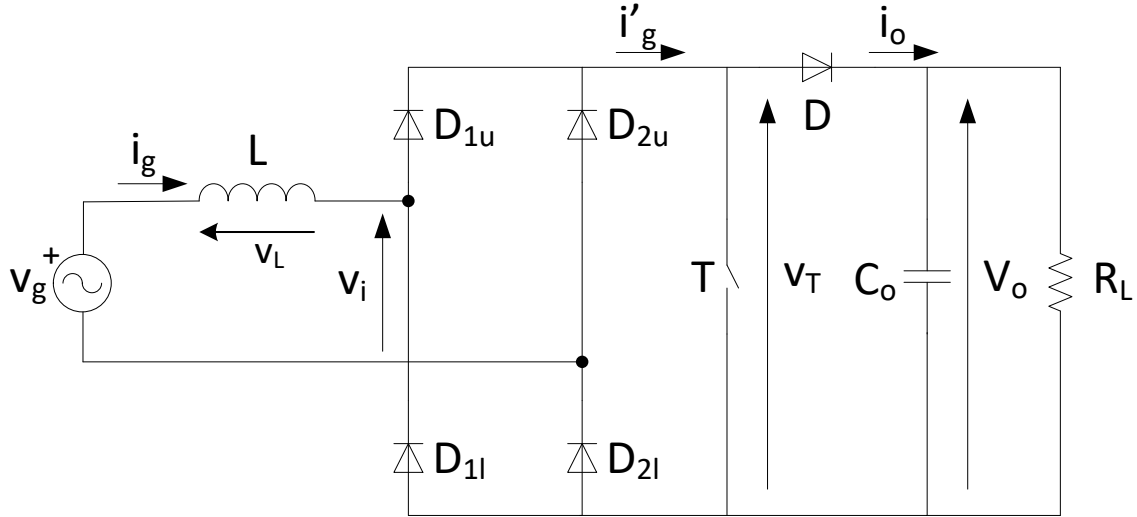 i'g
io
D1u
D2u
D
ig
L
vL
+
vg
vi
T
vT
Co
Vo
RL
D1l
D2l